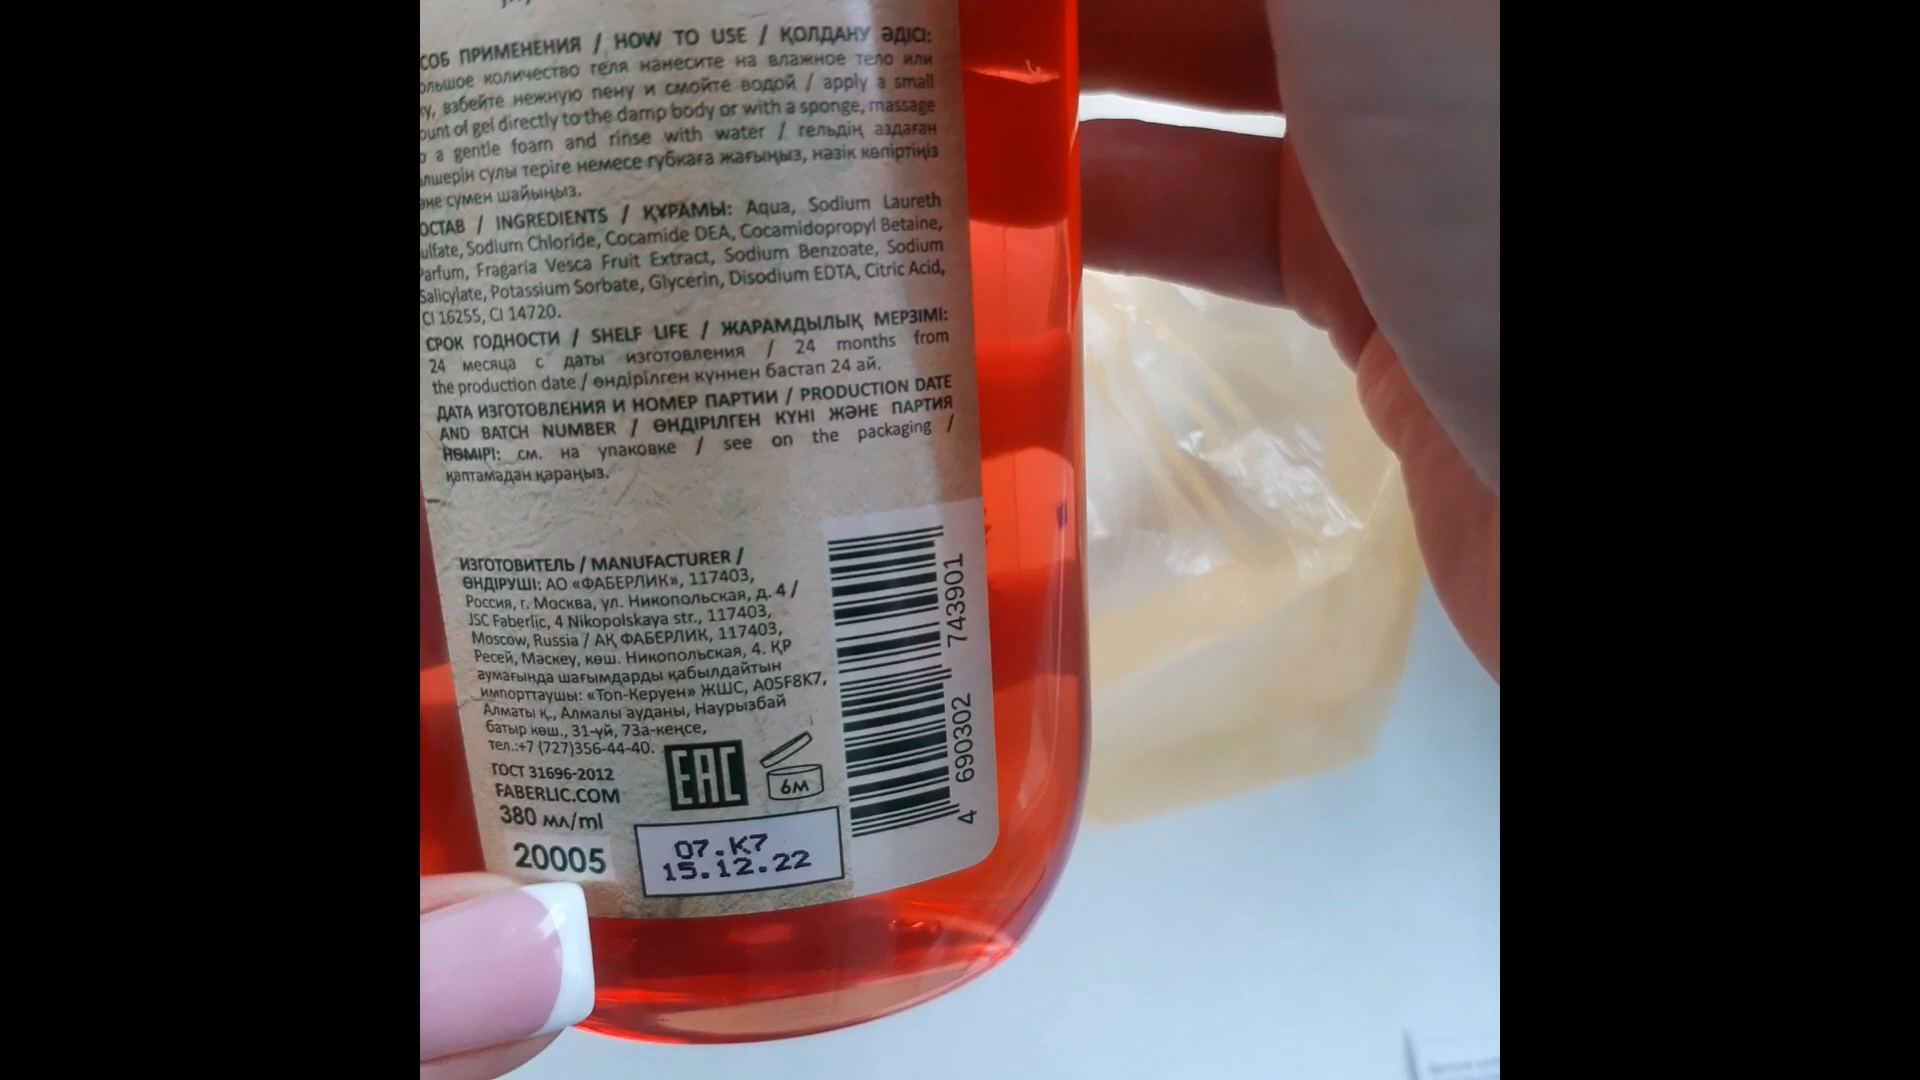 СОБ ПРИМЕНЕНИЯ / HOW TO USE / ҚОЛДАНУ ӘДІСІ:
ольшое количество геля нанесите на влажное тело или
ку, взбейте нежную пену и смойте водой / apply a small
ount of gel directly to the damp body or with a sponge, massage
o a gentle foam and rinse with water / гельдің аздаған
лшерін сулы теріге немесе губкаға жағыңыз, нәзік көпіртіңіз
әне сумен шайыңыз.
ОСТАВ / INGREDIENTS / ҚҰРАМЫ: Aqua, Sodium Laureth
ulfate, Sodium Chloride, Cocamide DEA, Cocamidopropyl Betaine,
Parfum, Fragaria Vesca Fruit Extract, Sodium Benzoate, Sodium
Salicylate, Potassium Sorbate, Glycerin, Disodium EDTA, Citric Acid,
CI 16255, CI 14720.
СРОК ГОДНОСТИ / SHELF LIFE / ЖАРАМДЫЛЫҚ МЕРЗІМІ:
24 месяца с даты изготовления / 24 months from
the production date / өндірілген күннен бастап 24 ай.
ДАТА ИЗГОТОВЛЕНИЯ И НОМЕР ПАРТИИ / PRODUCTION DATE
AND BATCH NUMBER / ӨНДІРІЛГЕН КҮНІ ЖӘНЕ ПАРТИЯ
НӨМІРІ: см. на упаковке / see on the packaging /
қаптамадан қараңыз.
ИЗГОТОВИТЕЛЬ / MANUFACTURER /
ӨНДІРУШІ: АО «ФАБЕРЛИК», 117403,
Россия, г. Москва, ул. Никопольская, д. 4 /
JSC Faberlic, 4 Nikopolskaya str., 117403,
Moscow, Russia / АҚ ФАБЕРЛИК, 117403,
Ресей, Мәскеу, көш. Никопольская, 4. ҚР
аумағында шағымдарды қабылдайтын
импорттаушы: «Топ-Керуен» ЖШС, A05F8K7,
Алматы қ., Алмалы ауданы, Наурызбай
батыр көш., 31-үй, 73а-кеңсе,
тел.:+7 (727)356-44-40.
ГОСТ 31696-2012
FABERLIC.COM
380 мл/ml
20005
EAC
6м
07.K7
15.12.22
4 690302 743901